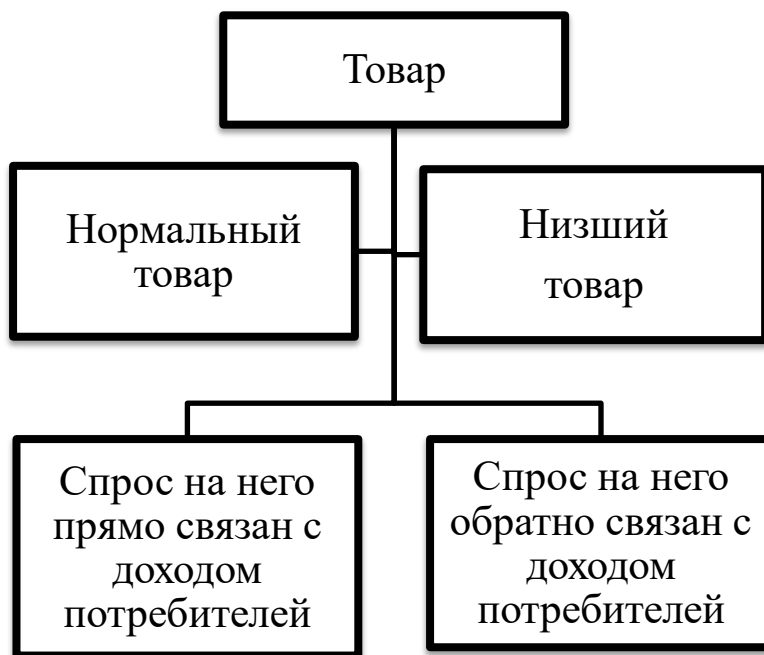 Товар
Нормальный
товар
Низший
товар
Спрос на него
прямо связан с
доходом
потребителей
Спрос на него
обратно связан с
доходом
потребителей